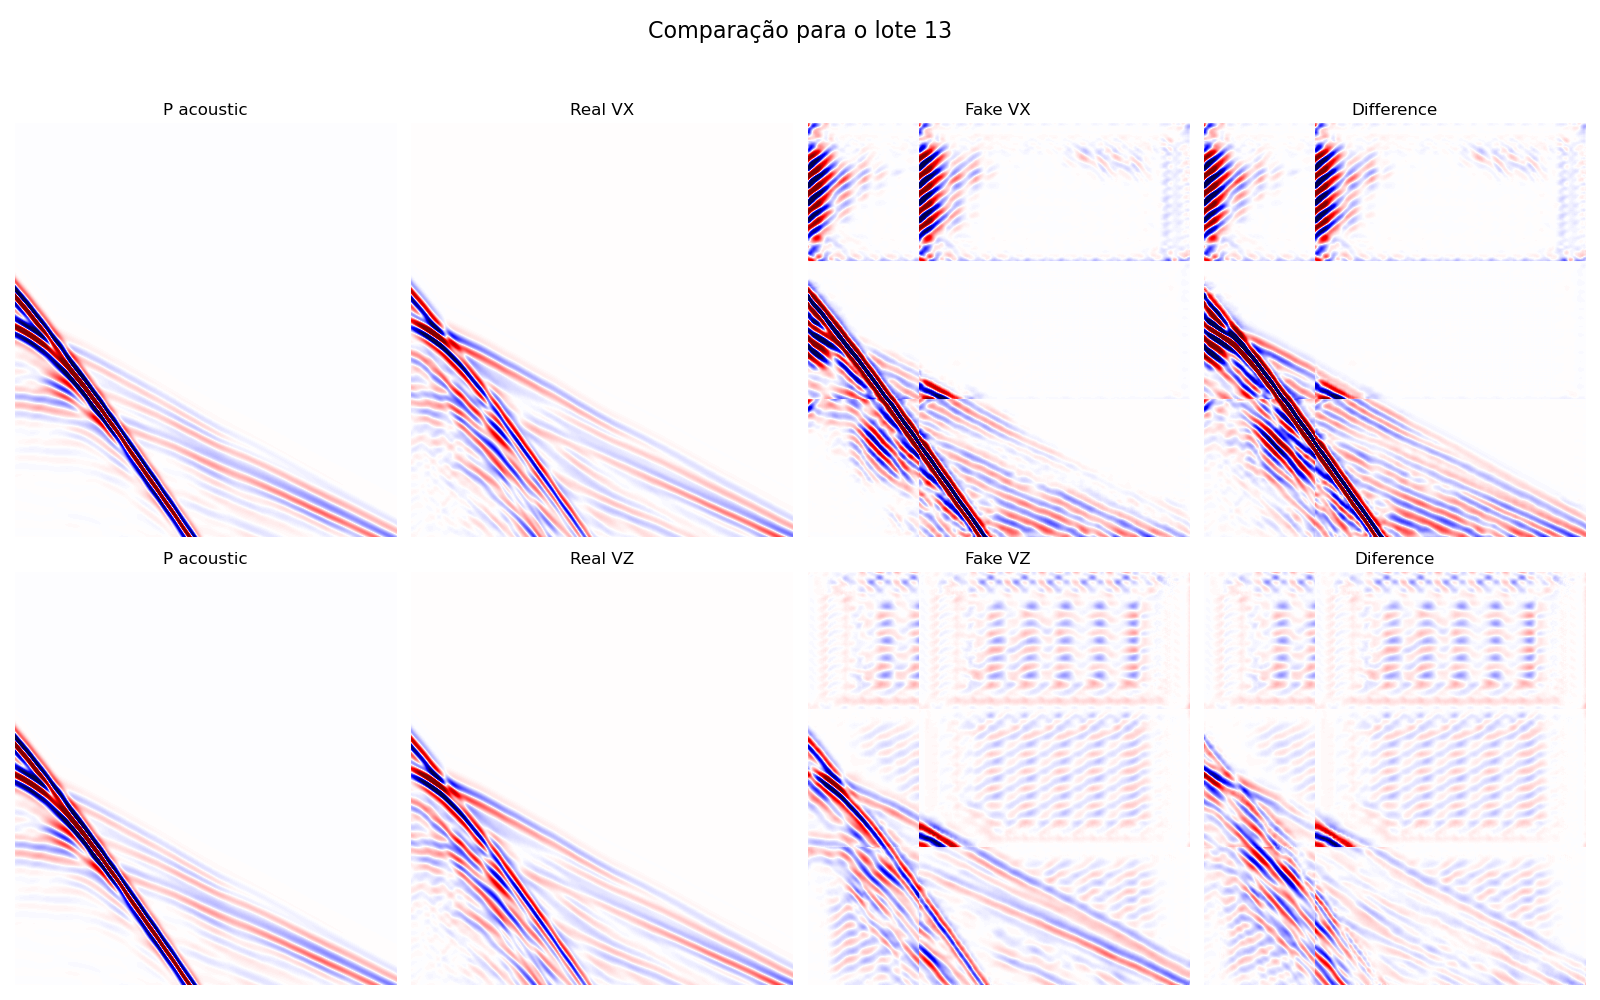 Comparação para o lote 13
P acoustic
Real VX
Fake VX
Difference
P acoustic
Real VZ
Fake VZ
Diference